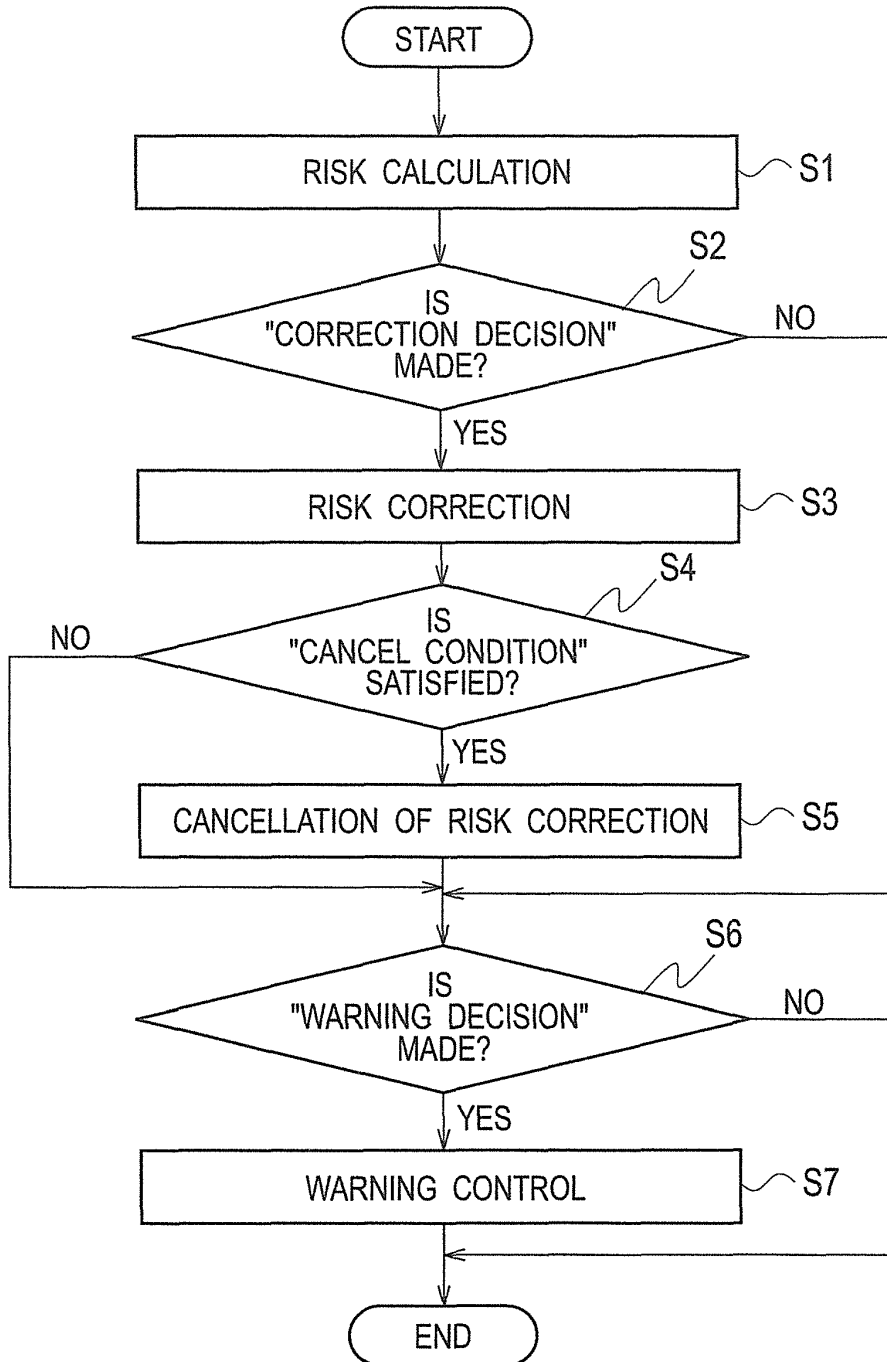 START
RISK CALCULATION
S1
S2
IS
"CORRECTION DECISION"
MADE?
NO
YES
RISK CORRECTION
S3
S4
IS
"CANCEL CONDITION"
SATISFIED?
NO
YES
CANCELLATION OF RISK CORRECTION
S5
S6
IS
"WARNING DECISION"
MADE?
NO
YES
WARNING CONTROL
S7
END